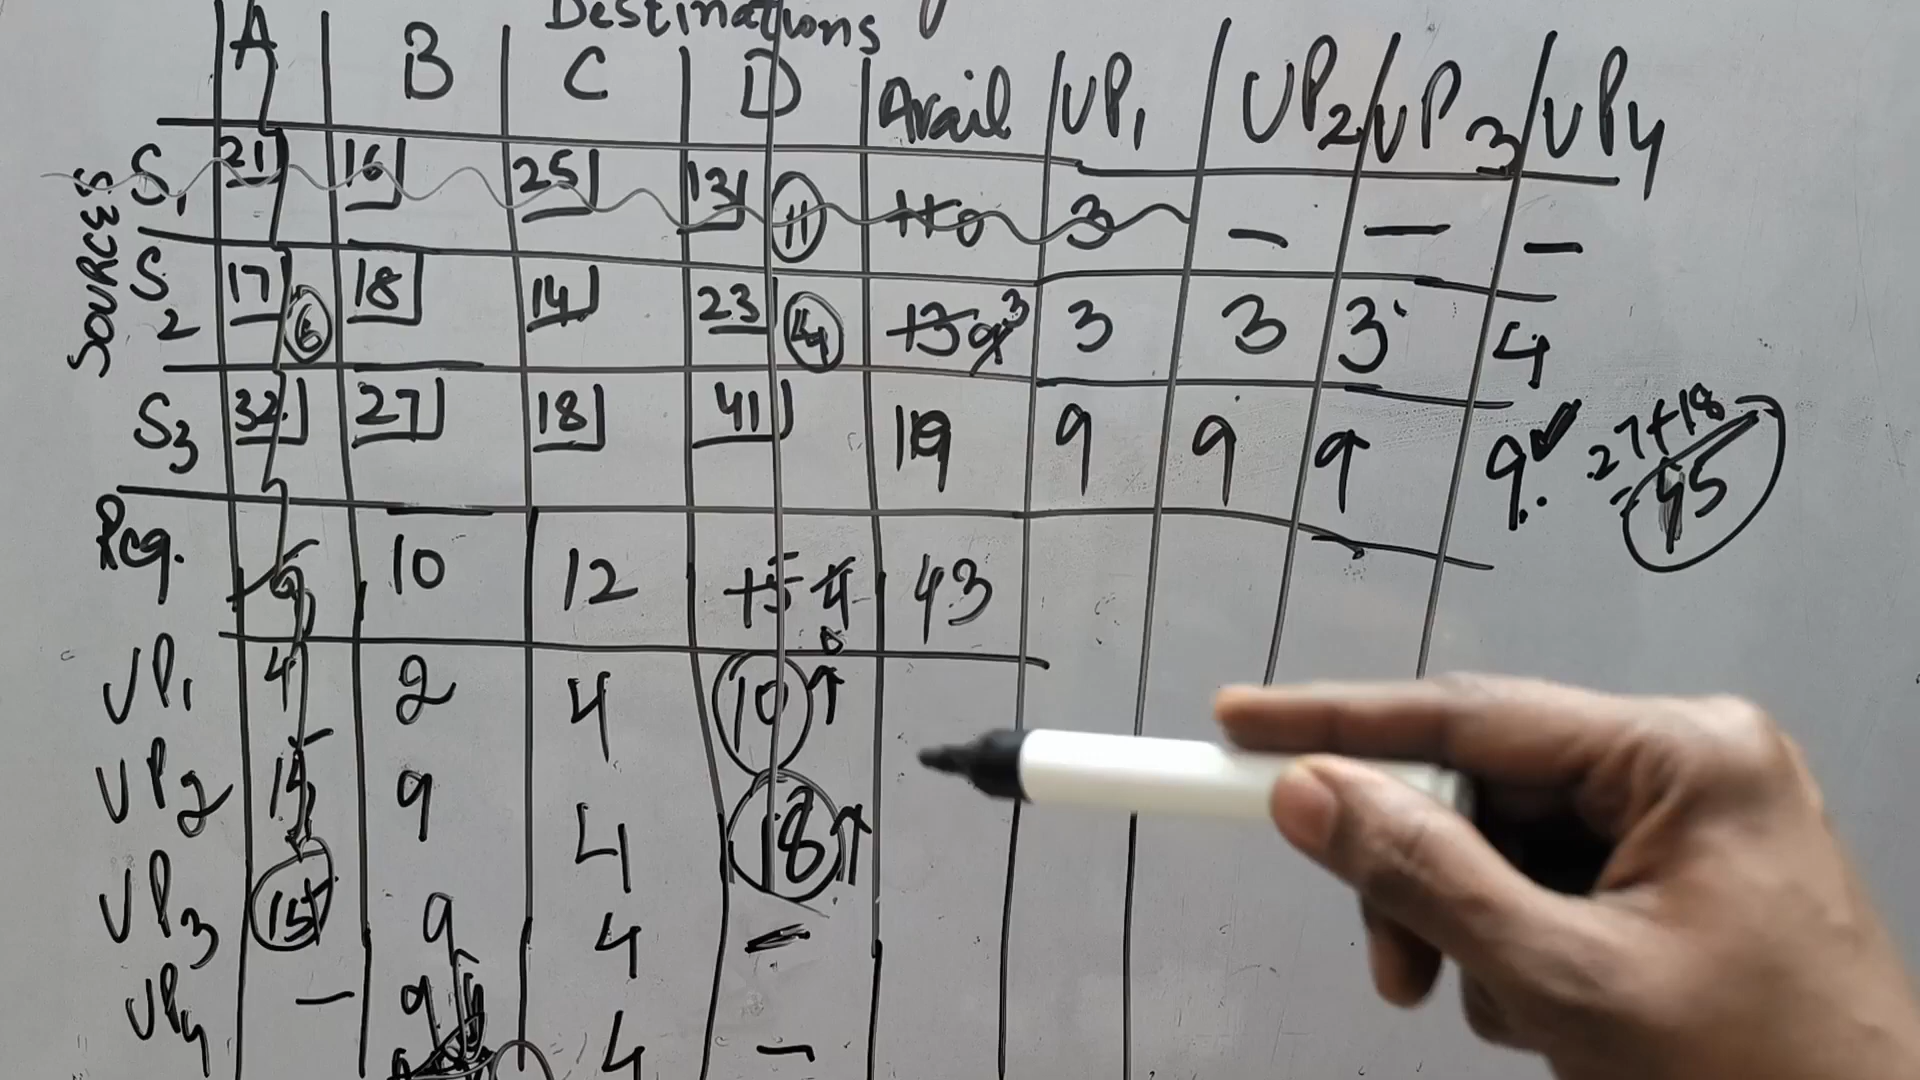 Destinations
A B C D Avail UP1 UP2 UP3 UP4
SOURCES
S1 21 16 25 13 11 11 0 3 — — —
S2 17 6 18 14 23 4 13 9 3 3 3 3 4
S3 32 27 18 41 19 9 9 9 9
27+18
= 45
Req. 6 10 12 15 4 0 43
UP1 4 2 4 10 ↑
UP2 15 9 4 18 ↑
UP3 15 9 4 —
UP4 — 9 4 —